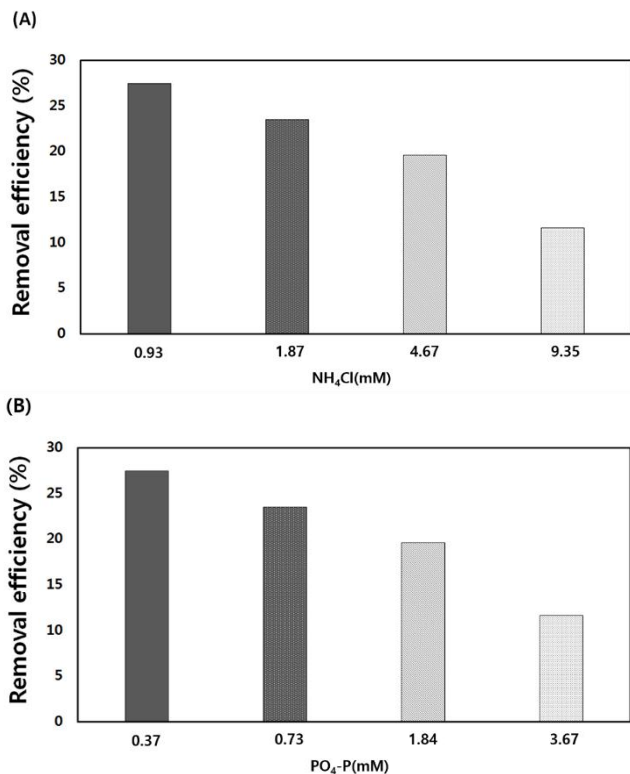 (A)
Removal efficiency (%)
30
25
20
15
10
5
0
0.93 1.87 4.67 9.35
NH₄Cl(mM)
(B)
Removal efficiency (%)
30
25
20
15
10
5
0
0.37 0.73 1.84 3.67
PO₄-P(mM)